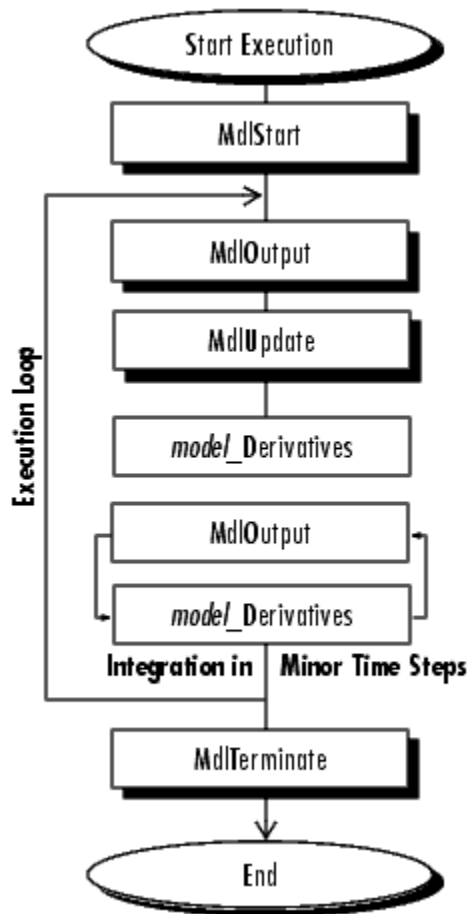 Start Execution
MdlStart
MdlOutput
MdlUpdate
model_Derivatives
MdlOutput
model_Derivatives
Integration in Minor Time Steps
Execution Loop
MdlTerminate
End